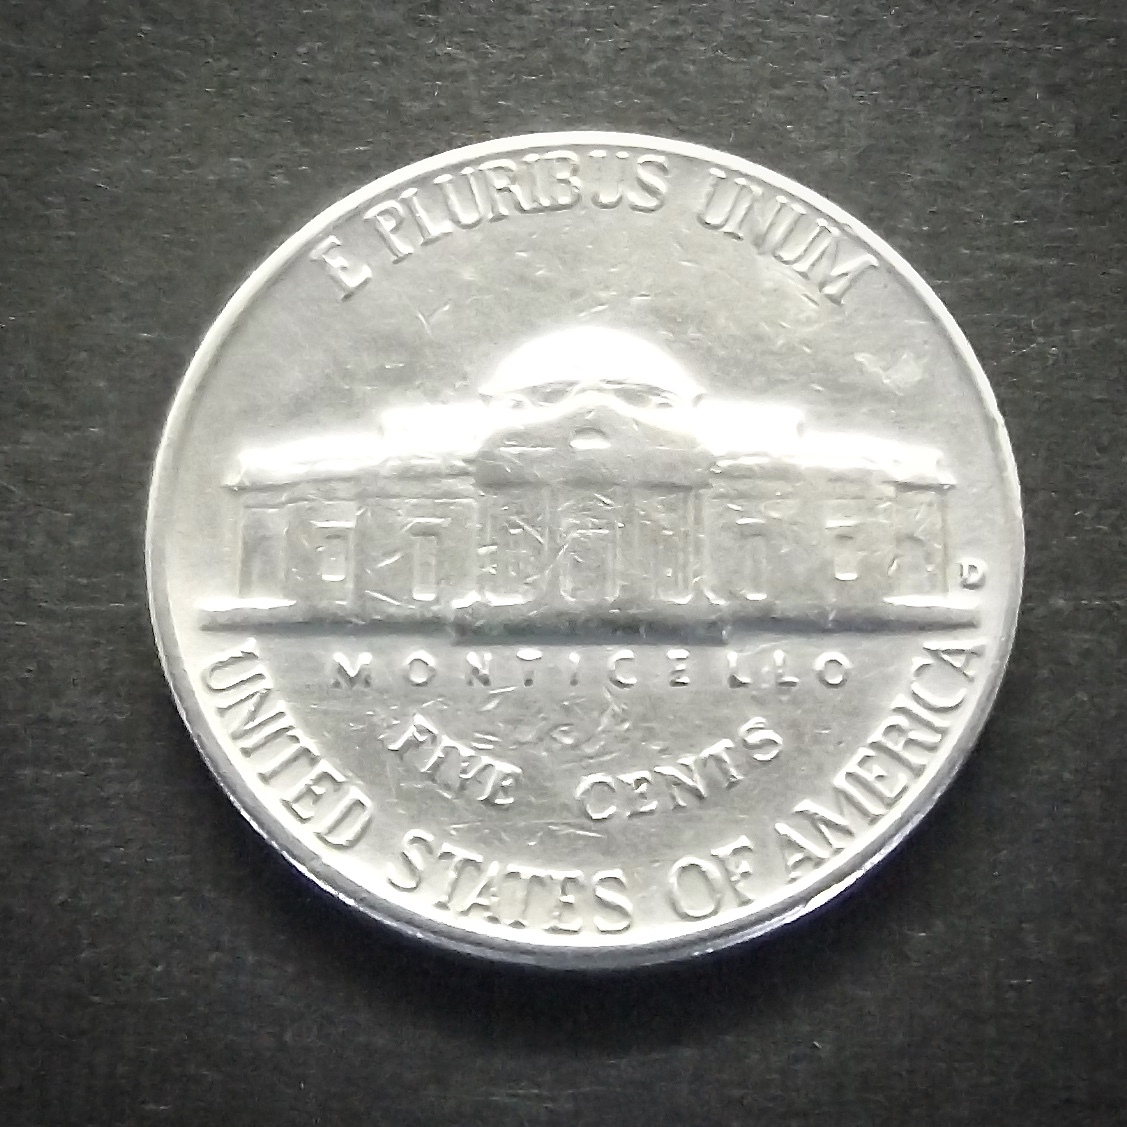 E PLURIBUS UNUM
D
MONTICELLO
FIVE CENTS
UNITED STATES OF AMERICA